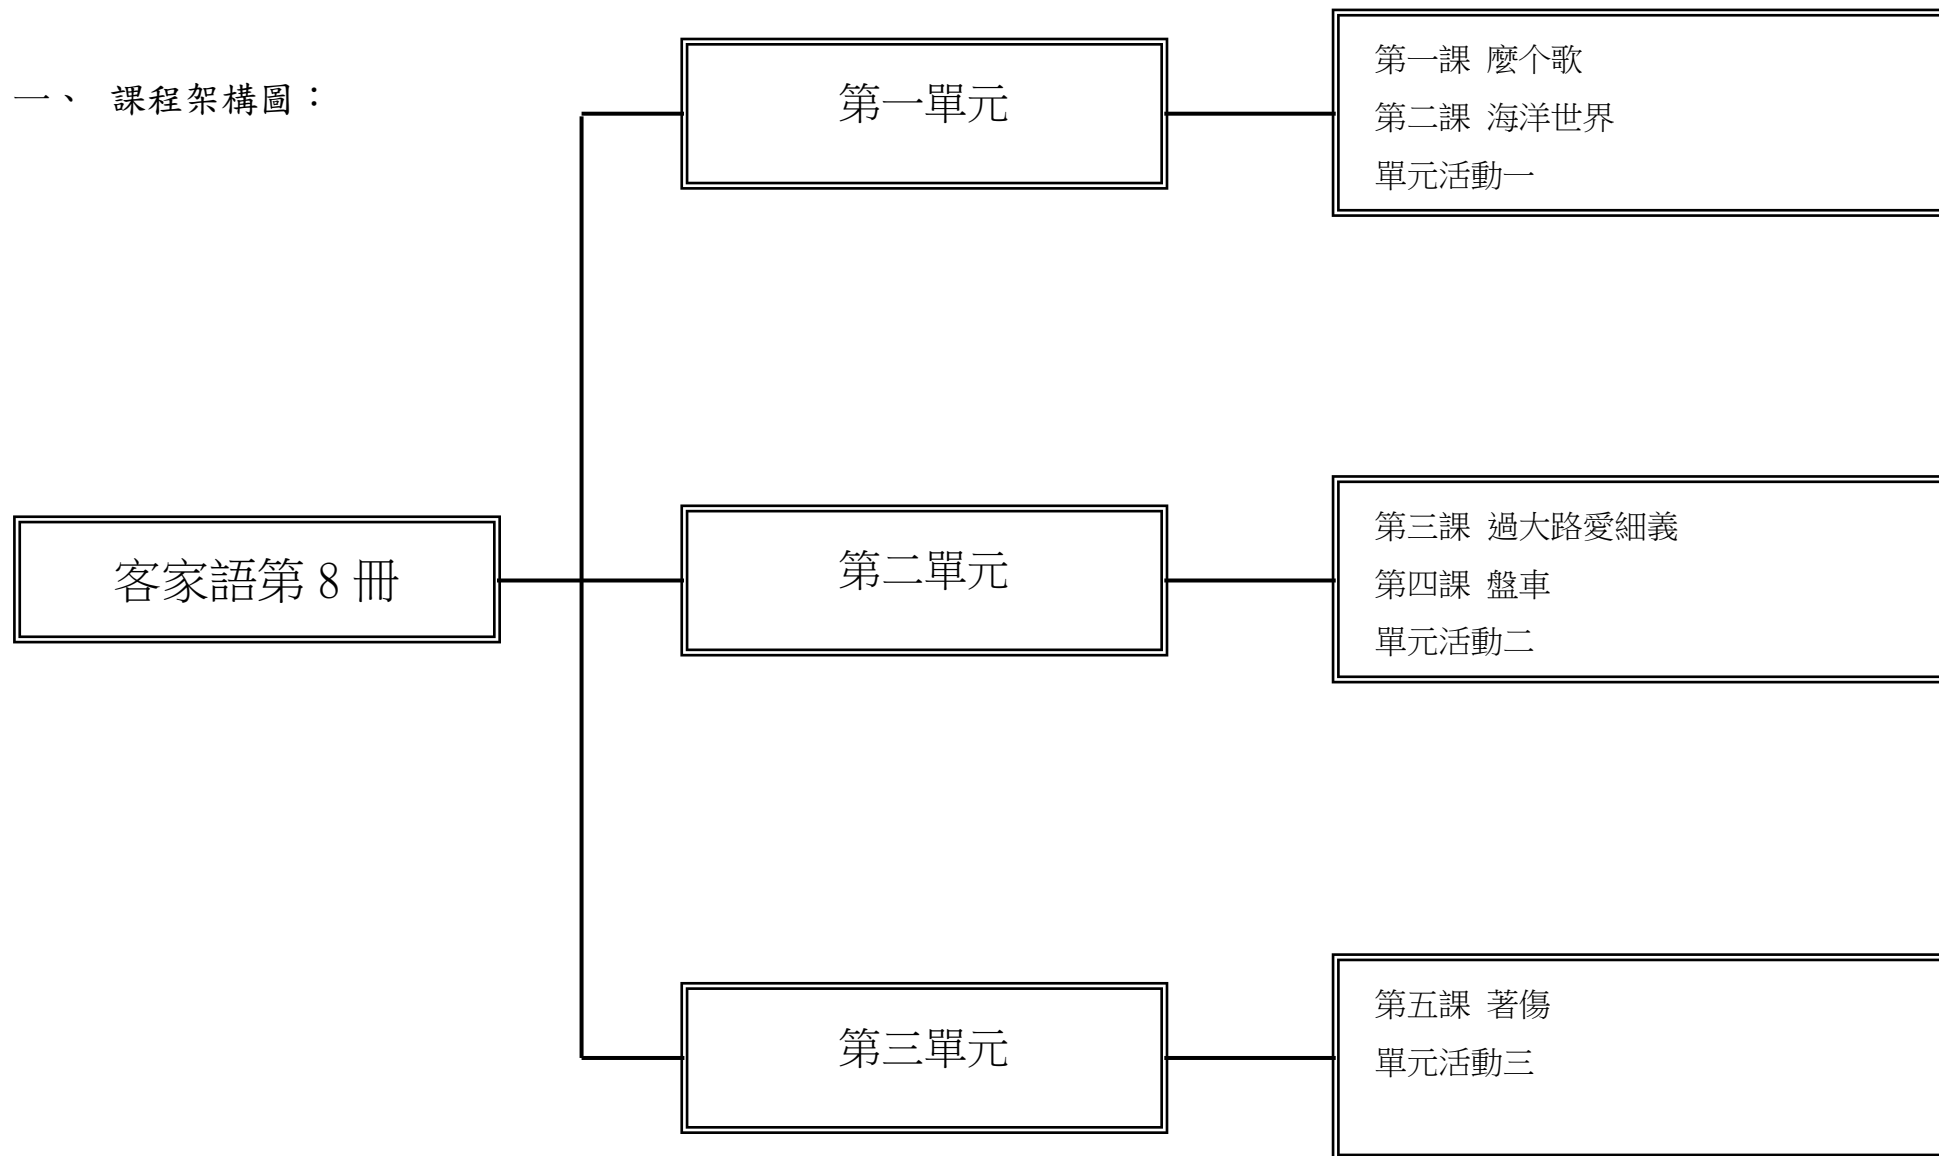 一、 課程架構圖：
客家語第 8 冊
第一單元
第一課 麼个歌
第二課 海洋世界
單元活動一
第二單元
第三課 過大路愛細義
第四課 盤車
單元活動二
第三單元
第五課 著傷
單元活動三